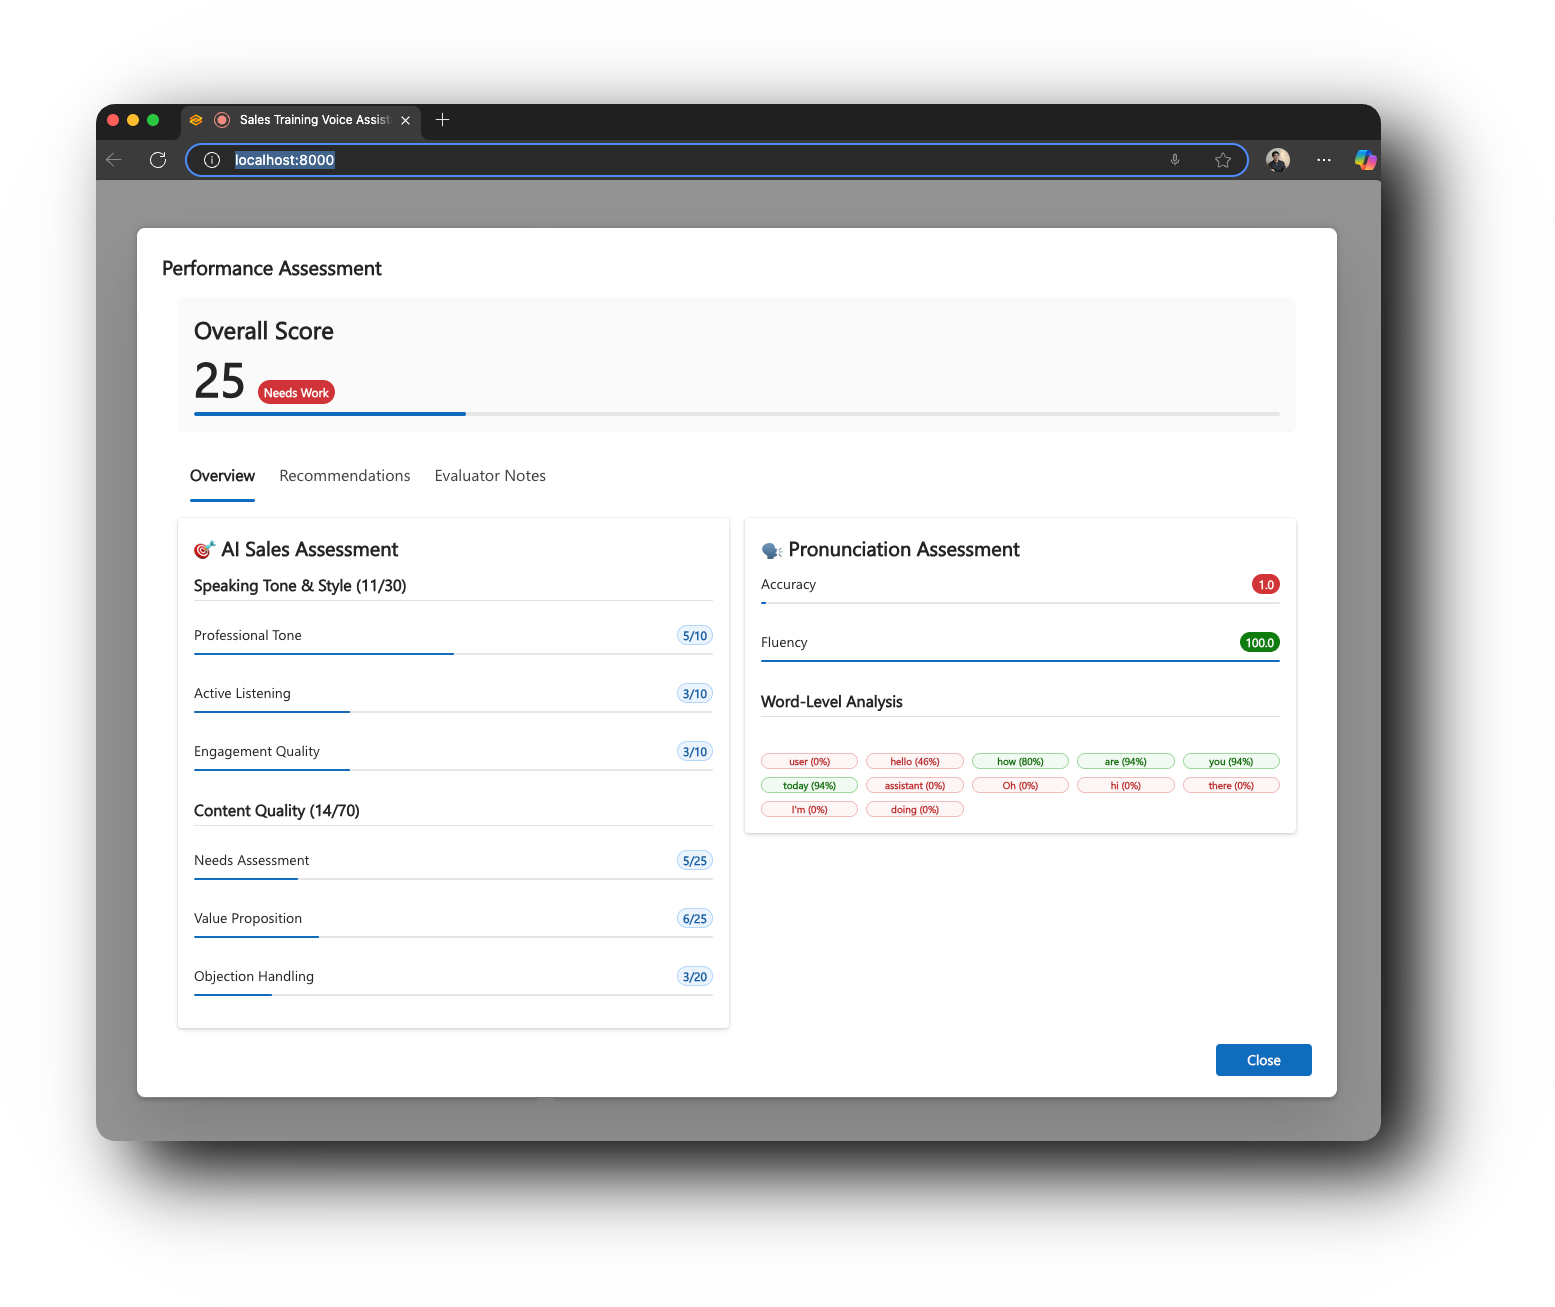 Sales Training Voice Assist
localhost:8000
Performance Assessment
Overall Score
25 Needs Work
Overview Recommendations Evaluator Notes
AI Sales Assessment
Speaking Tone & Style (11/30)
Professional Tone 5/10
Active Listening 3/10
Engagement Quality 3/10
Content Quality (14/70)
Needs Assessment 5/25
Value Proposition 6/25
Objection Handling 3/20
Pronunciation Assessment
Accuracy 1.0
Fluency 100.0
Word-Level Analysis
user (0%) hello (46%) how (80%) are (94%) you (94%)
today (94%) assistant (0%) Oh (0%) hi (0%) there (0%)
I'm (0%) doing (0%)
Close